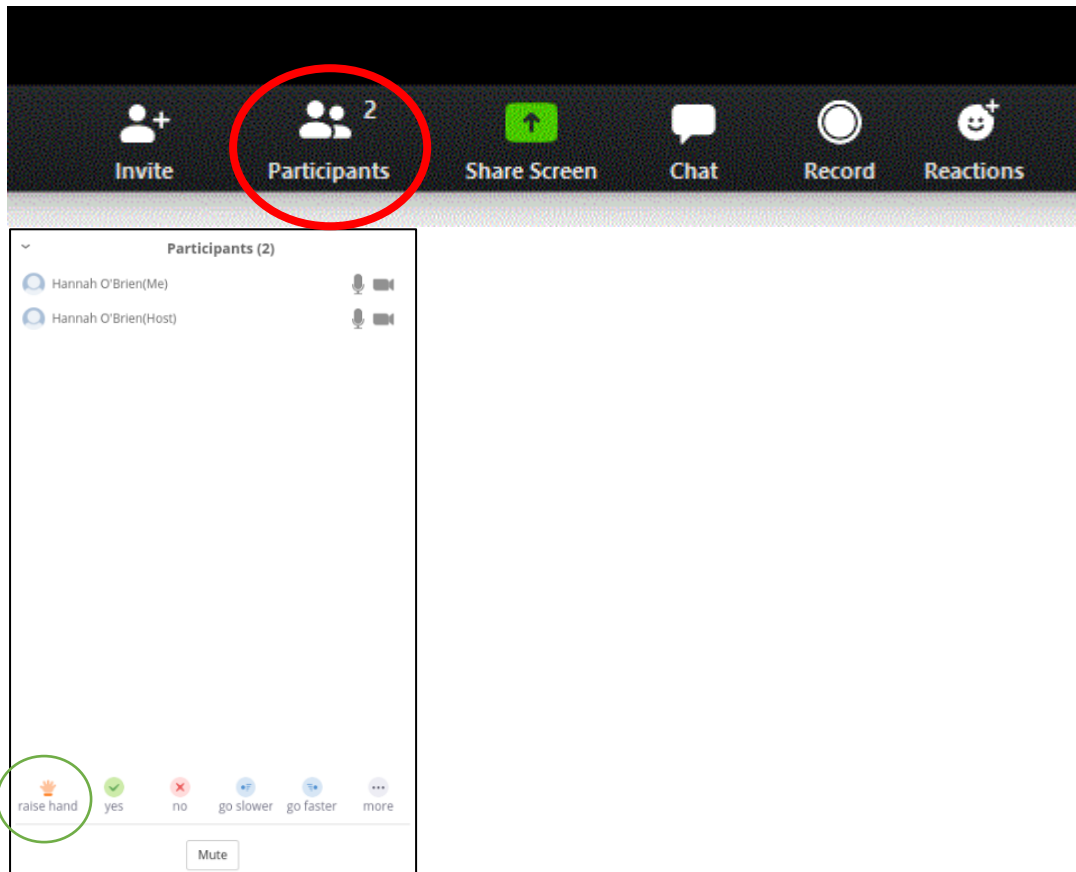 2
Invite Participants Share Screen Chat Record Reactions
Participants (2)
Hannah O'Brien(Me)
Hannah O'Brien(Host)
raise hand yes no go slower go faster more
Mute